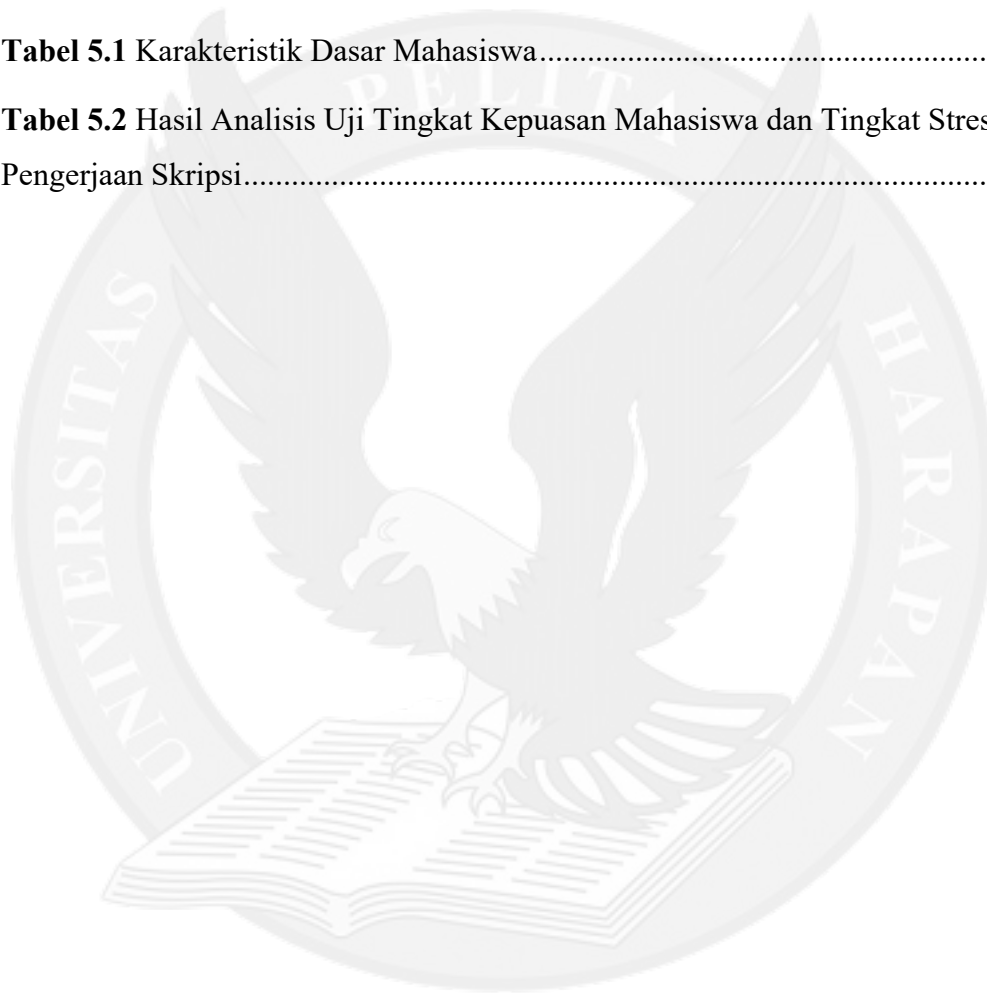 Tabel 5.1 Karakteristik Dasar Mahasiswa.......................................................
Tabel 5.2 Hasil Analisis Uji Tingkat Kepuasan Mahasiswa dan Tingkat Stres
Pengerjaan Skripsi...........................................................................................
UNIVERSITAS PELITA HARAPAN